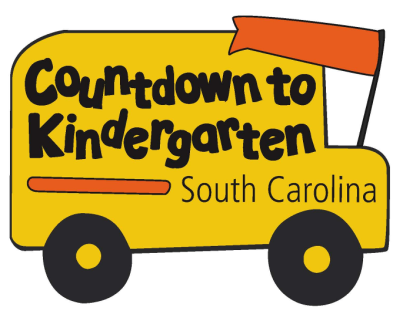 Countdown to
Kindergarten
South Carolina